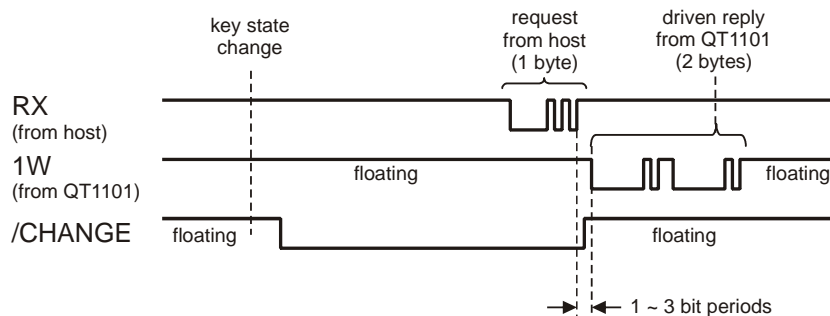 key state
change
request
from host
(1 byte)
driven reply
from QT1101
(2 bytes)
RX
(from host)
1W
(from QT1101)
floating
floating
/CHANGE
floating
floating
1 ~ 3 bit periods